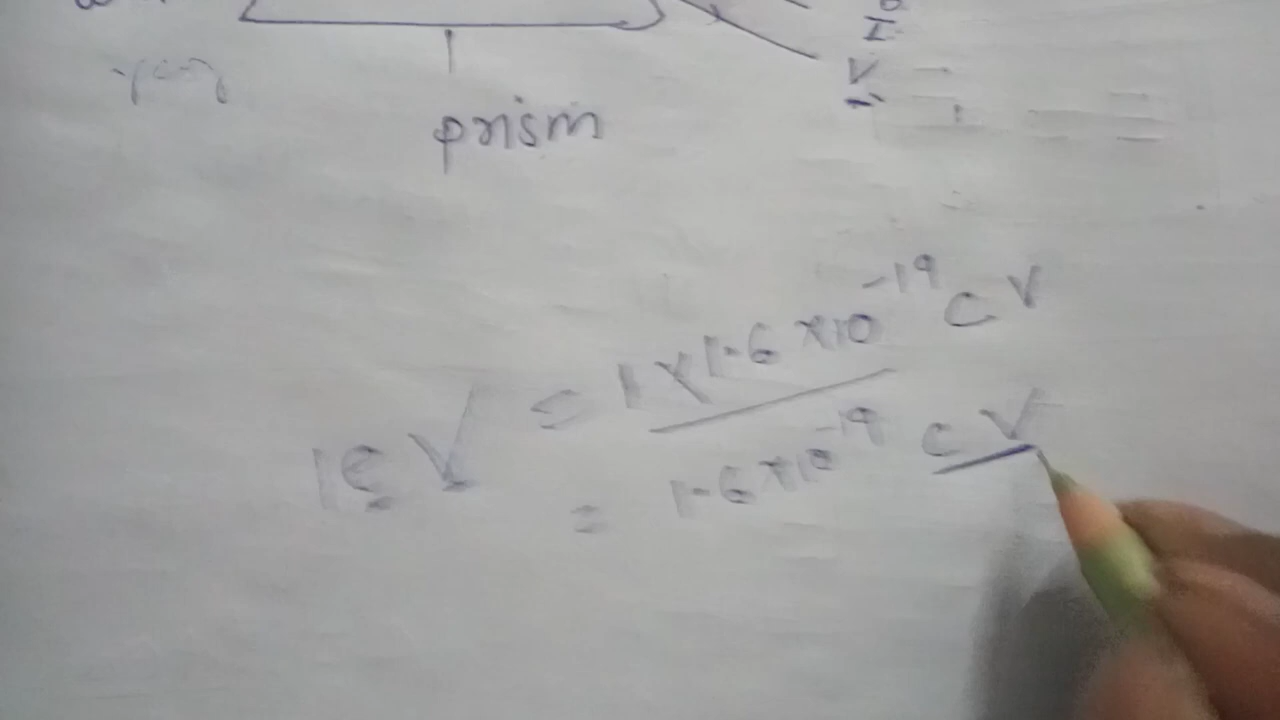 I
V
prism
1eV = 1×1.6×10⁻¹⁹ C V
= 1.6×10⁻¹⁹ C V